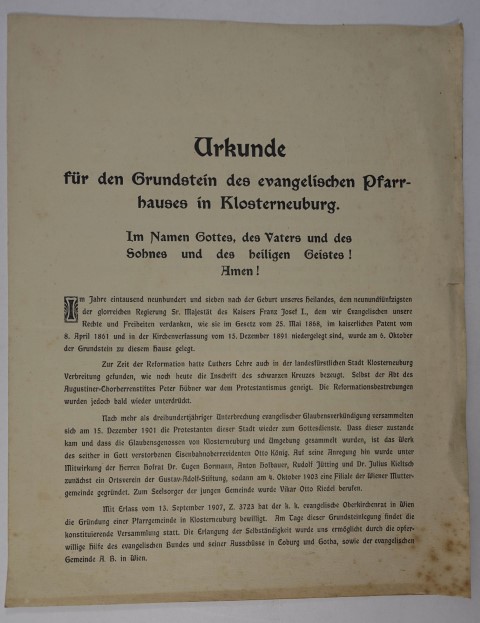 Urkunde
für den Grundstein des evangelischen Pfarr-
hauses in Klosterneuburg.
Im Namen Gottes, des Vaters und des
Sohnes und des heiligen Geistes!
Amen!
Im Jahre eintausend neunhundert und sieben nach der Geburt unseres Heilandes, dem neunundfünfzigsten
der glorreichen Regierung Sr. Majestät des Kaisers Franz Josef I., dem wir Evangelischen unsere
Rechte und Freiheiten verdanken, wie sie im Gesetz vom 25. Mai 1868, im kaiserlichen Patent vom
8. April 1861 und in der Kirchenverfassung vom 15. Dezember 1891 niedergelegt sind, wurde am 6. Oktober
der Grundstein zu diesem Hause gelegt.
Zur Zeit der Reformation hatte Luthers Lehre auch in der landesfürstlichen Stadt Klosterneuburg
Verbreitung gefunden, wie noch heute die Inschrift des schwarzen Kreuzes bezeugt. Selbst der Abt des
Augustiner-Chorherrenstiftes Peter Hübner war dem Protestantismus geneigt. Die Reformationsbestrebungen
wurden jedoch bald wieder unterdrückt.
Nach mehr als dreihundertjähriger Unterbrechung evangelischer Glaubensverkündigung versammelten
sich am 15. Dezember 1901 die Protestanten dieser Stadt wieder zum Gottesdienste. Dass dieser zustande
kam und dass die Glaubensgenossen von Klosterneuburg und Umgebung gesammelt wurden, ist das Werk
des seither in Gott verstorbenen Eisenbahnoberresidenten Otto König. Auf seine Anregung hin wurde unter
Mitwirkung der Herren Hofrat Dr. Eugen Bormann, Anton Holbauer, Rudolf Jütting und Dr. Julius Kieltsch
zunächst ein Ortsverein der Gustav-Adolf-Stiftung, sodann am 4. Oktober 1903 eine Filiale der Wiener Mutter-
gemeinde gegründet. Zum Seelsorger der jungen Gemeinde wurde Vikar Otto Riedel berufen.
Mit Erlass vom 13. September 1907, Z. 3723 hat der k. k. evangelische Oberkirchenrat in Wien
die Gründung einer Pfarrgemeinde in Klosterneuburg bewilligt. Am Tage dieser Grundsteinlegung findet die
konstituierende Versammlung statt. Die Erlangung der Selbständigkeit wurde uns ermöglicht durch die opfer-
willige Hilfe des evangelischen Bundes und seiner Ausschüsse in Coburg und Gotha, sowie der evangelischen
Gemeinde A. B. in Wien.